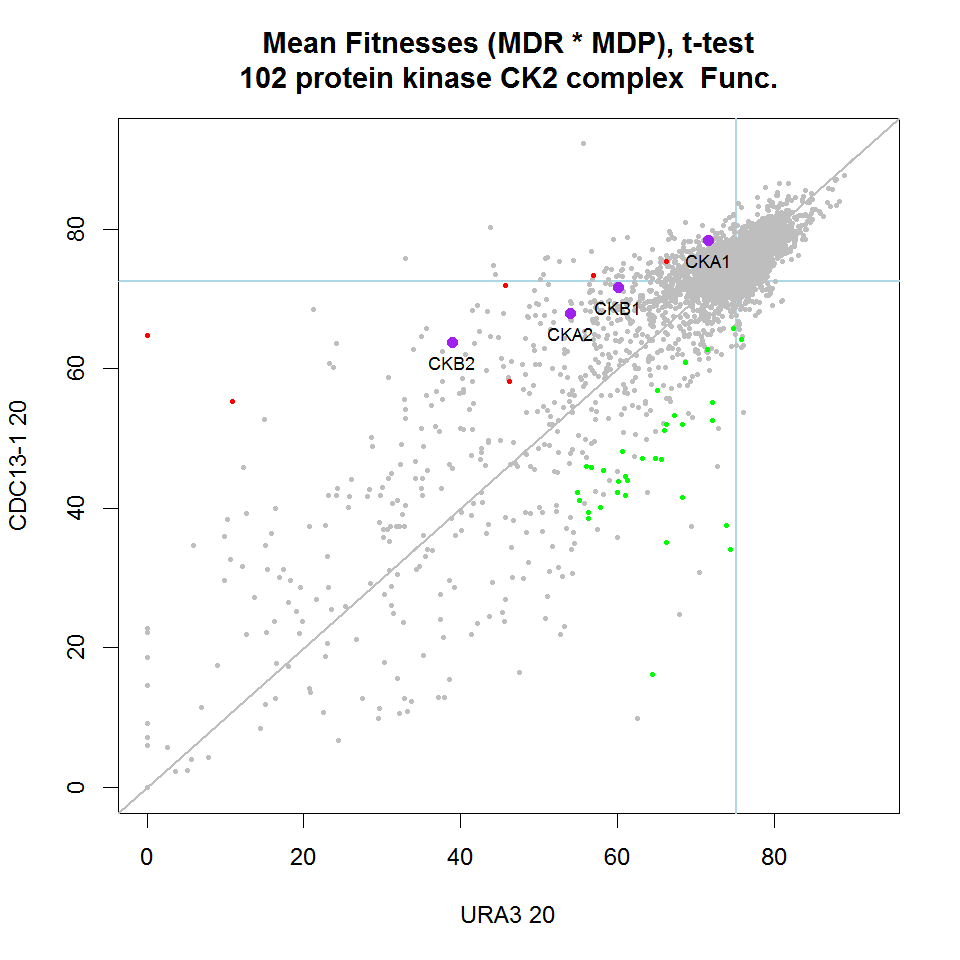 Mean Fitnesses (MDR * MDP), t-test
102 protein kinase CK2 complex  Func.
CDC13-1 20
80
60
40
20
0
CKA1
CKB1
CKA2
CKB2
0 20 40 60 80
URA3 20